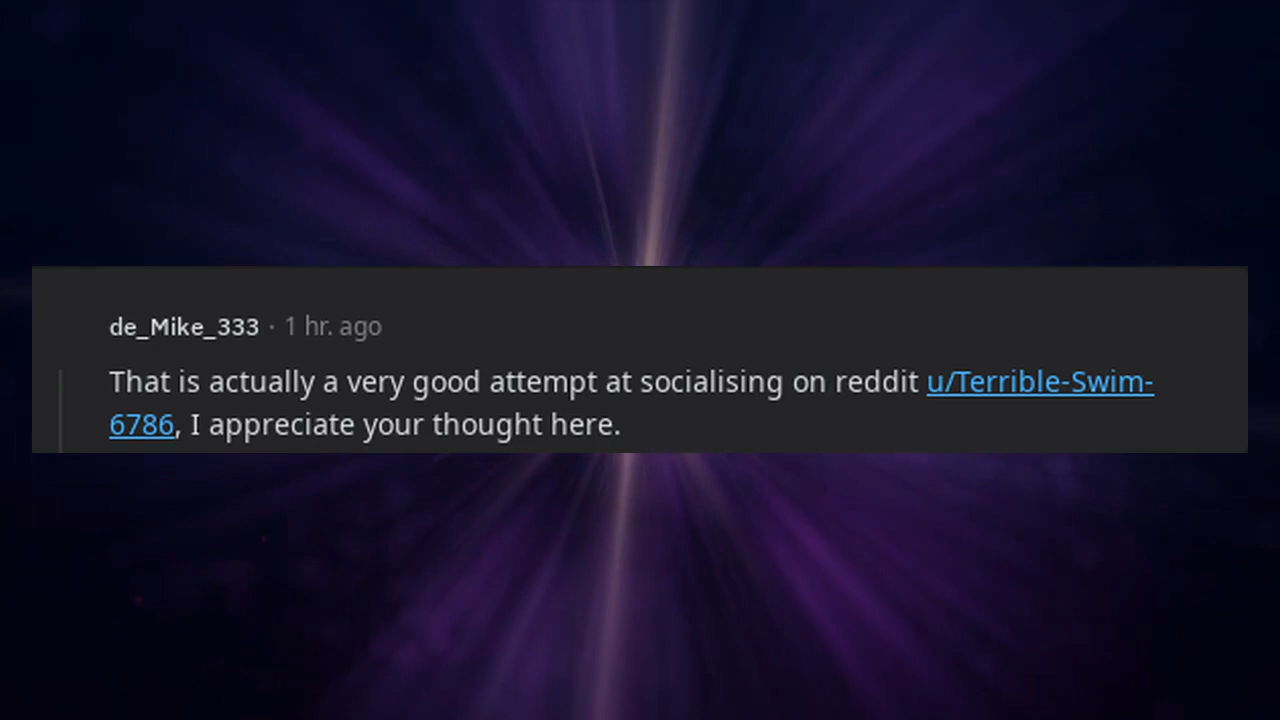 de_Mike_333 · 1 hr. ago
That is actually a very good attempt at socialising on reddit u/Terrible-Swim-
6786, I appreciate your thought here.